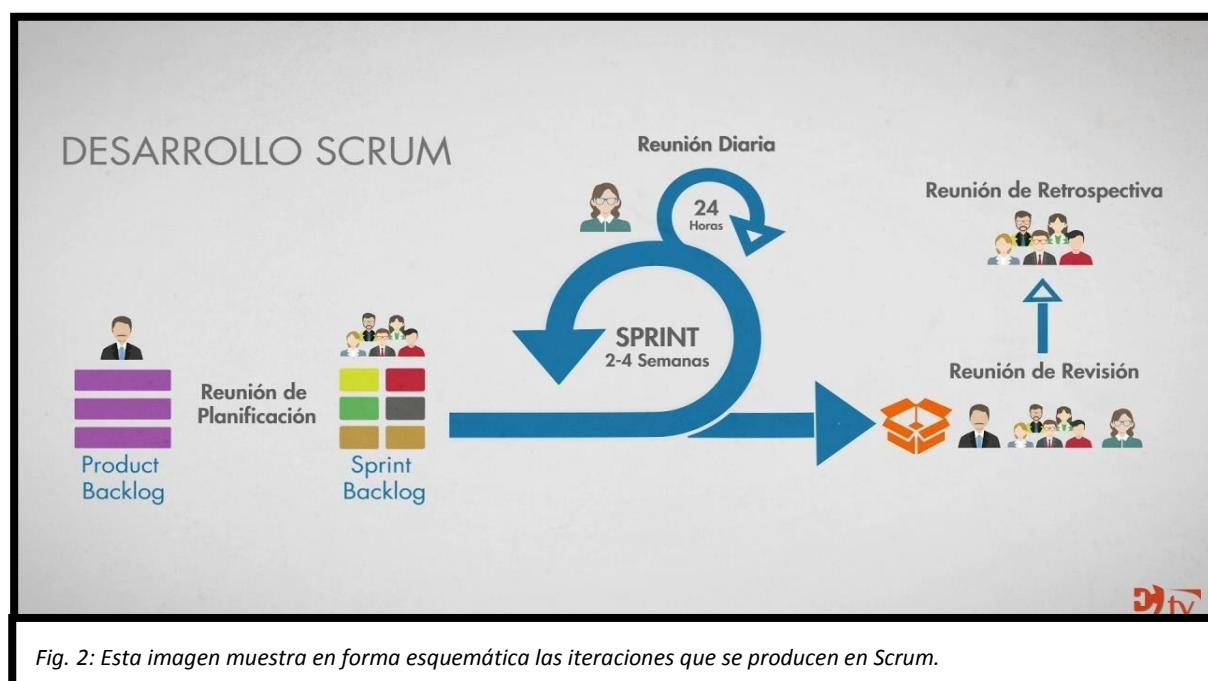 DESARROLLO SCRUM
Reunión Diaria
24
Horas
Reunión de Retrospectiva
SPRINT
2-4 Semanas
Reunión de Revisión
Reunión de
Planificación
Product
Backlog
Sprint
Backlog
tv
Fig. 2: Esta imagen muestra en forma esquemática las iteraciones que se producen en Scrum.